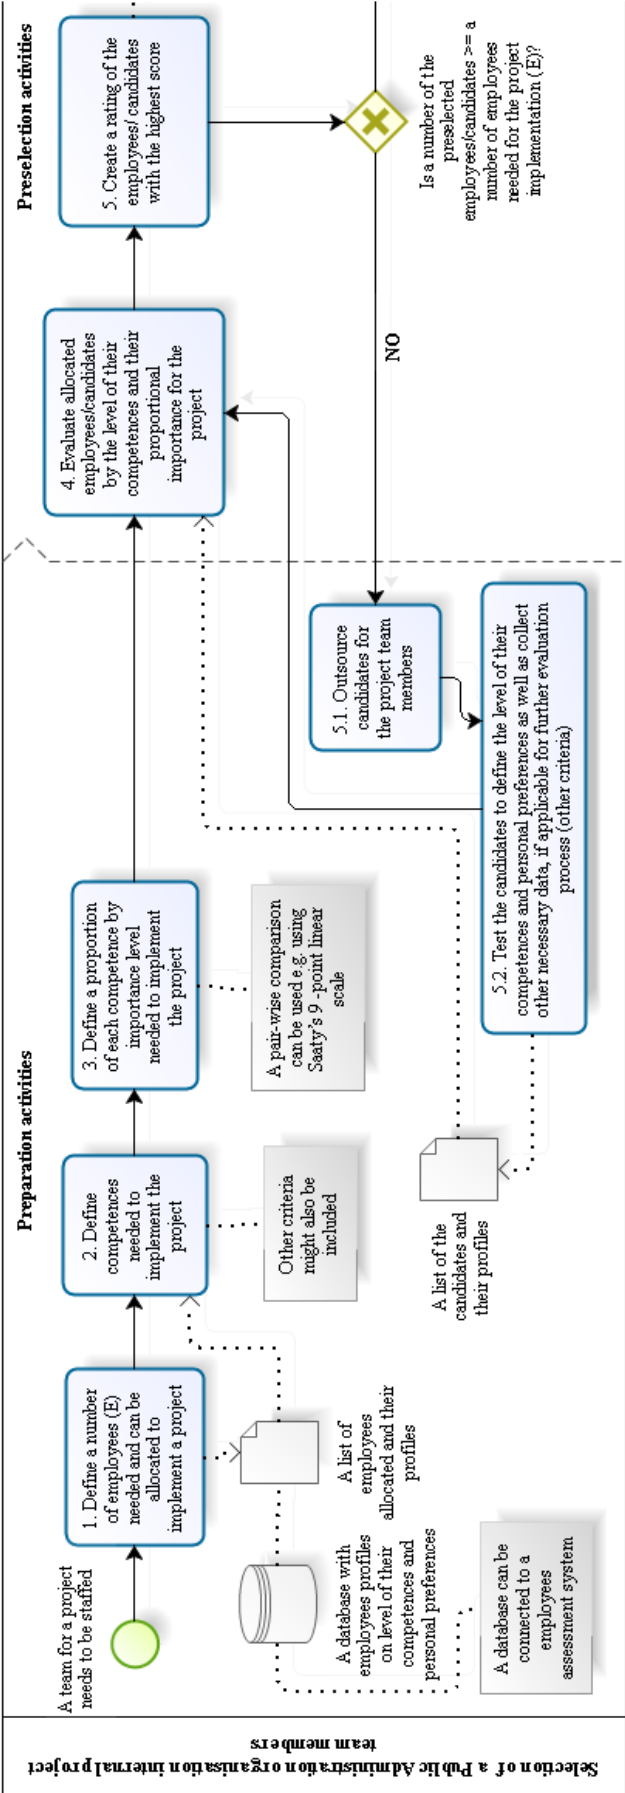 Selection of a Public Administration organisation internal project
team members
Preparation activities
Preselection activities
A team for a project
needs to be staffed
1. Define a number
of employees (E)
needed and can be
allocated to
implement a project
2. Define
competences
needed to
implement the
project
3. Define a proportion
of each competence by
importance level
needed to implement
the project
4. Evaluate allocated
employees/candidates
by the level of their
competences and their
proportional
importance for the
project
5. Create a rating of the
employees/ candidates
with the highest score
A database with
employees profiles
on level of their
competences and
personal preferences
A list of
employees
allocated and their
profiles
Other criteria
might also be
included
A pair-wise comparison
can be used e.g. using
Saaty's 9 -point linear
scale
A database can be
connected to a
employees
assessment system
A list of the
candidates and
their profiles
5.1. Outsource
candidates for
the project team
members
5.2. Test the candidates to define the level of their
competences and personal preferences as well as collect
other necessary data, if applicable for further evaluation
process (other criteria)
NO
Is a number of the
preselected
employees/candidates >= a
number of employees
needed for the project
implementation (E)?